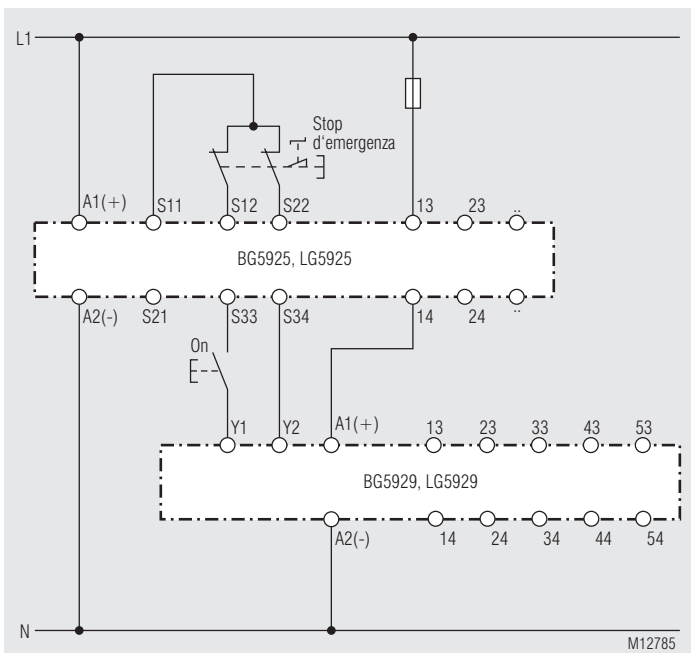 L1
Stop
d'emergenza
A1(+) S11 S12 S22 13 23 ..
BG5925, LG5925
A2(-) S21 S33 S34 14 24 ..
On
Y1 Y2 A1(+) 13 23 33 43 53
BG5929, LG5929
A2(-) 14 24 34 44 54
N
M12785